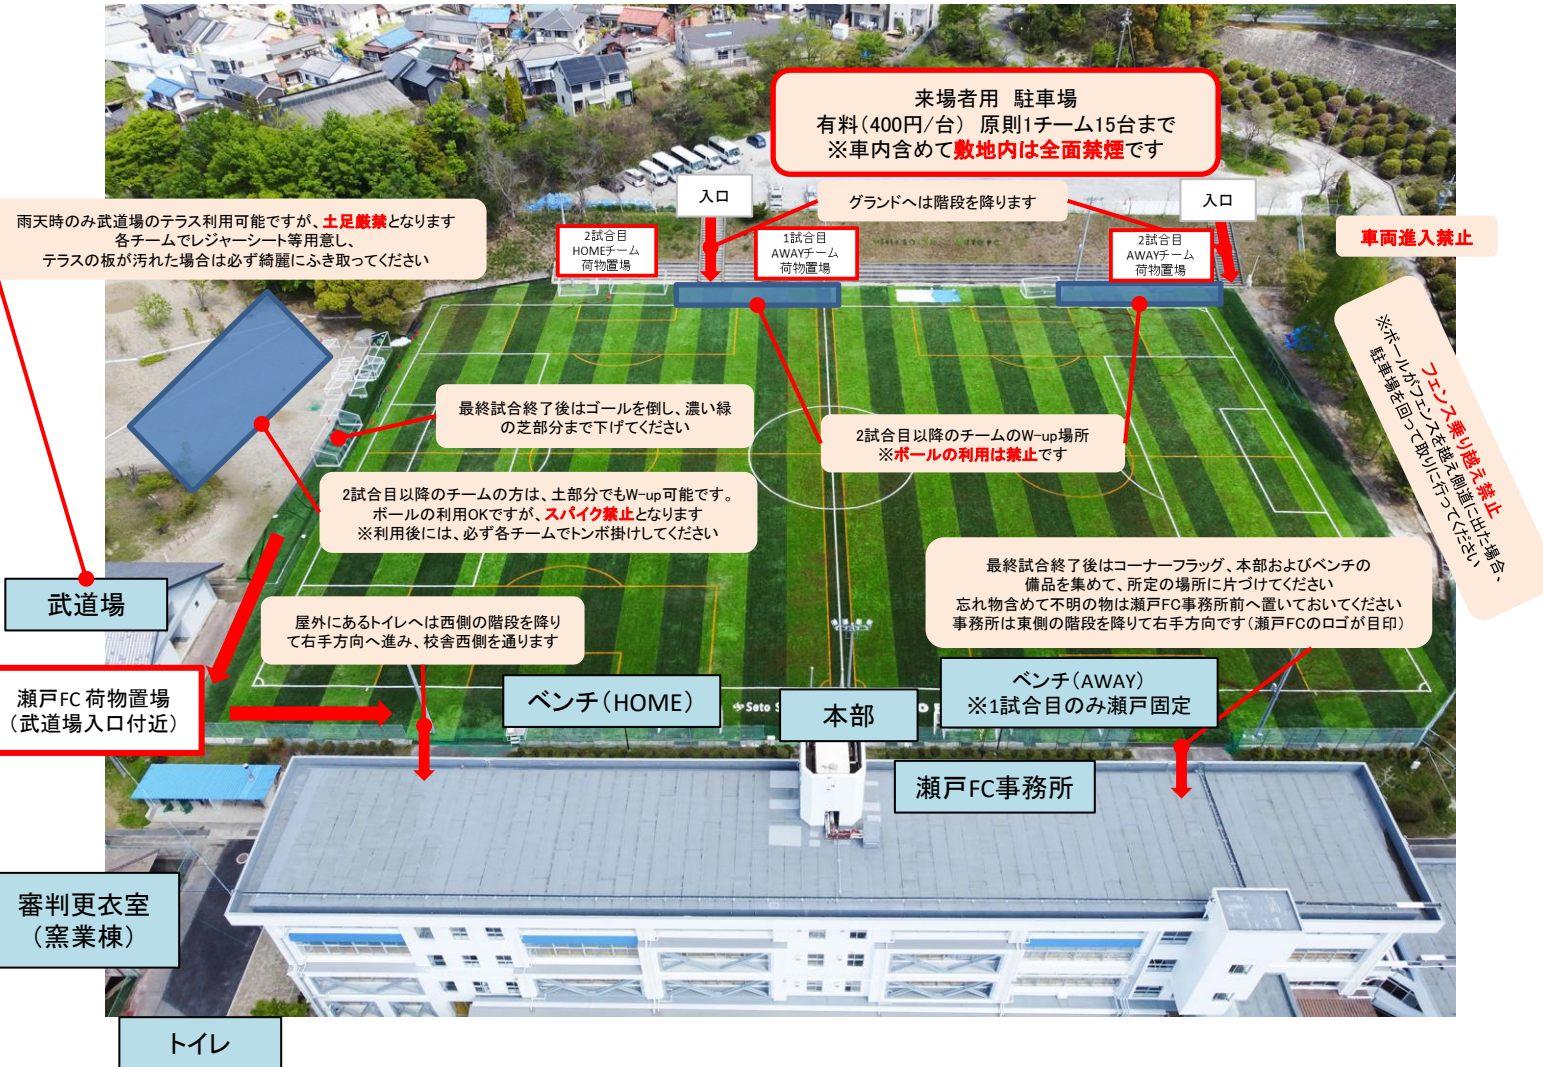 来場者用 駐車場
有料(400円/台) 原則1チーム15台まで
※車内含めて敷地内は全面禁煙です
入口
グランドへは階段を降ります
入口
雨天時のみ武道場のテラス利用可能ですが、土足厳禁となります
各チームでレジャーシート等用意し、
テラスの板が汚れた場合は必ず綺麗にふき取ってください
2試合目
HOMEチーム
荷物置場
1試合目
AWAYチーム
荷物置場
2試合目
AWAYチーム
荷物置場
車両進入禁止
フェンス乗り越え禁止
※ボールがフェンスを越え側道に出た場合、
駐車場を回って取りに行ってください
最終試合終了後はゴールを倒し、濃い緑
の芝部分まで下げてください
2試合目以降のチームのW-up場所
※ボールの利用は禁止です
2試合目以降のチームの方は、土部分でもW-up可能です。
ボールの利用OKですが、スパイク禁止となります
※利用後には、必ず各チームでトンボ掛けしてください
最終試合終了後はコーナーフラッグ、本部およびベンチの
備品を集めて、所定の場所に片づけてください
忘れ物含めて不明の物は瀬戸FC事務所前へ置いておいてください
事務所は東側の階段を降りて右手方向です(瀬戸FCのロゴが目印)
武道場
屋外にあるトイレへは西側の階段を降り
て右手方向へ進み、校舎西側を通ります
瀬戸FC 荷物置場
(武道場入口付近)
ベンチ(HOME)
Seto
本部
ベンチ(AWAY)
※1試合目のみ瀬戸固定
瀬戸FC事務所
審判更衣室
(窯業棟)
トイレ